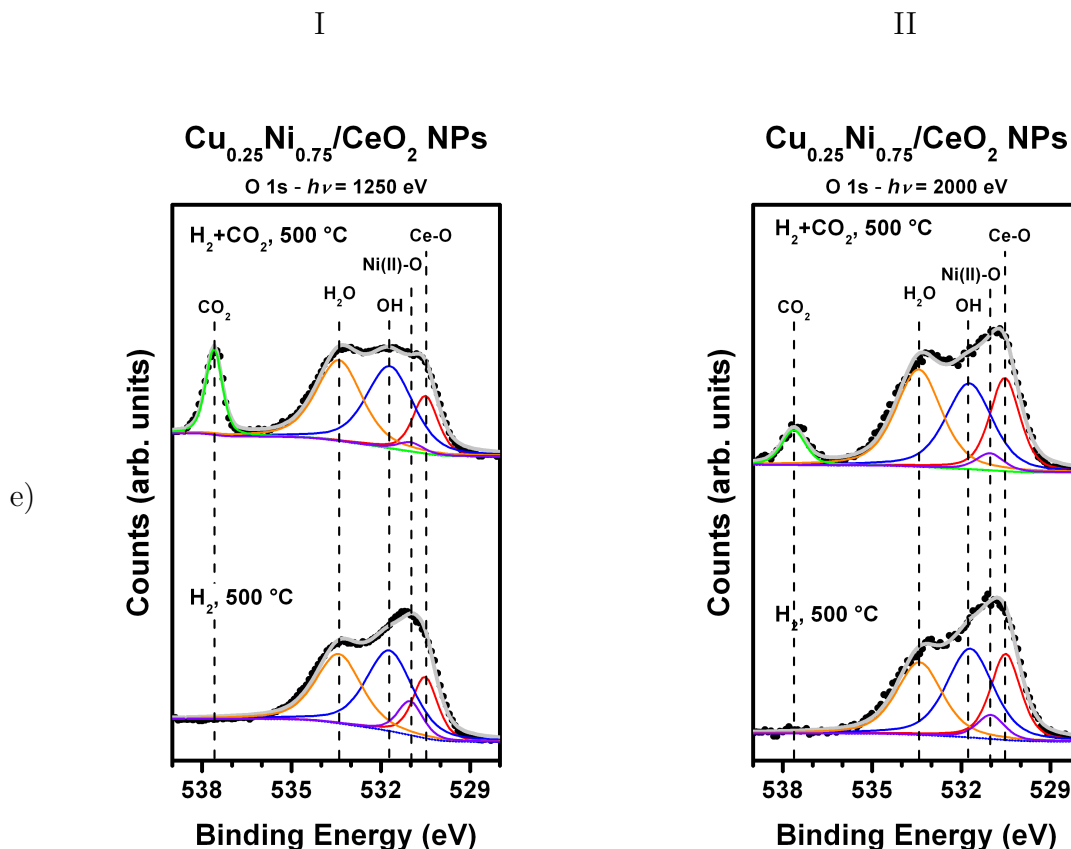 I
II
Cu0.25Ni0.75/CeO2 NPs
O 1s - hν = 1250 eV
H2+CO2, 500 °C
Ce-O
Ni(II)-O
H2O
OH
CO2
H2, 500 °C
Counts (arb. units)
538 535 532 529
Binding Energy (eV)
Cu0.25Ni0.75/CeO2 NPs
O 1s - hν = 2000 eV
H2+CO2, 500 °C
Ce-O
Ni(II)-O
H2O
OH
CO2
H2, 500 °C
Counts (arb. units)
538 535 532 529
Binding Energy (eV)
e)